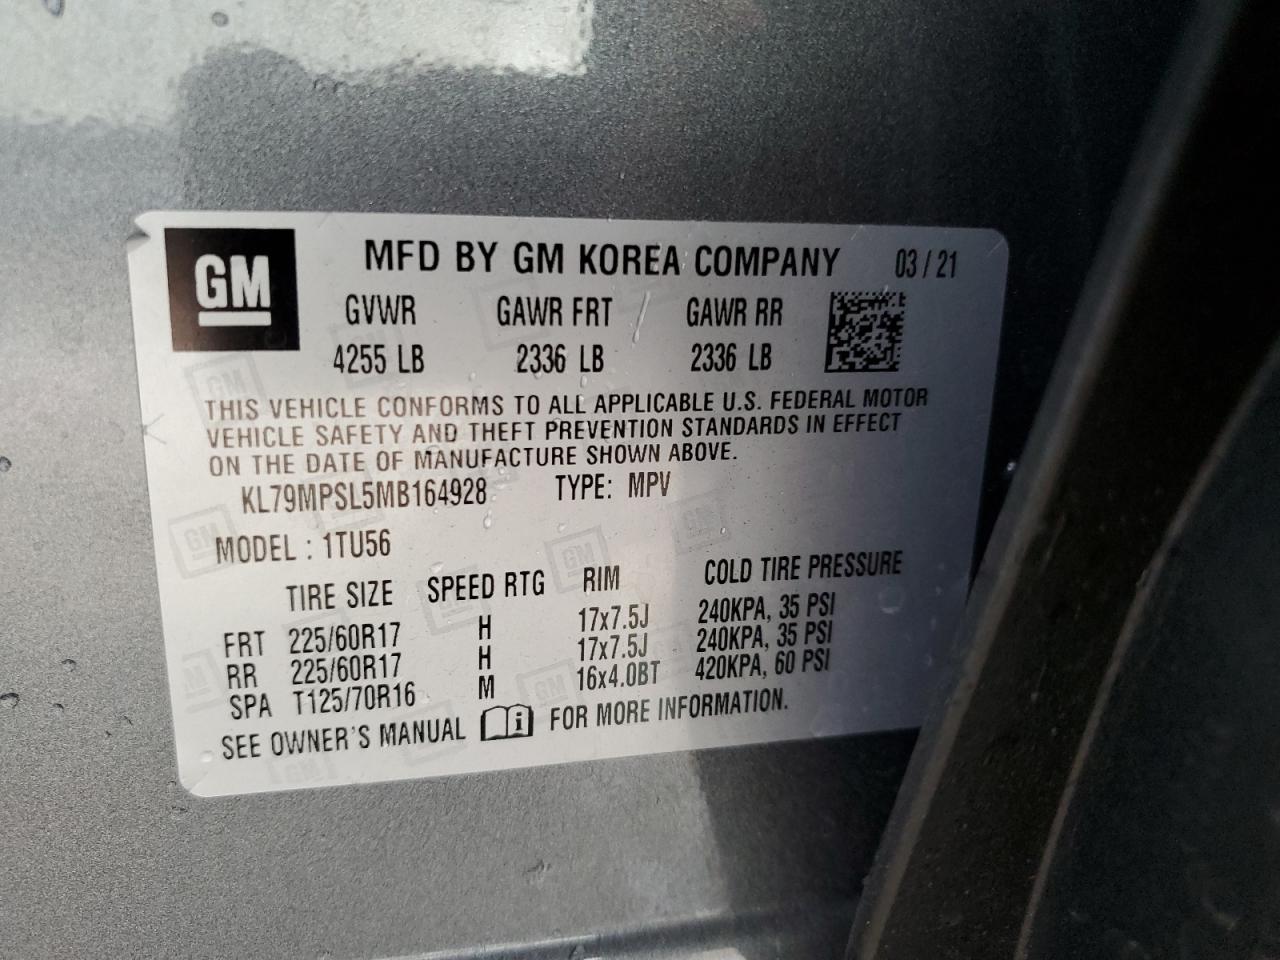 GM
MFD BY GM KOREA COMPANY 03/21
GVWR GAWR FRT GAWR RR
4255 LB 2336 LB 2336 LB
THIS VEHICLE CONFORMS TO ALL APPLICABLE U.S. FEDERAL MOTOR
VEHICLE SAFETY AND THEFT PREVENTION STANDARDS IN EFFECT
ON THE DATE OF MANUFACTURE SHOWN ABOVE.
KL79MPSL5MB164928 TYPE: MPV
MODEL : 1TU56
TIRE SIZE SPEED RTG RIM COLD TIRE PRESSURE
FRT 225/60R17 H 17x7.5J 240KPA, 35 PSI
RR 225/60R17 H 17x7.5J 240KPA, 35 PSI
SPA T125/70R16 M 16x4.0BT 420KPA, 60 PSI
SEE OWNER'S MANUAL FOR MORE INFORMATION.